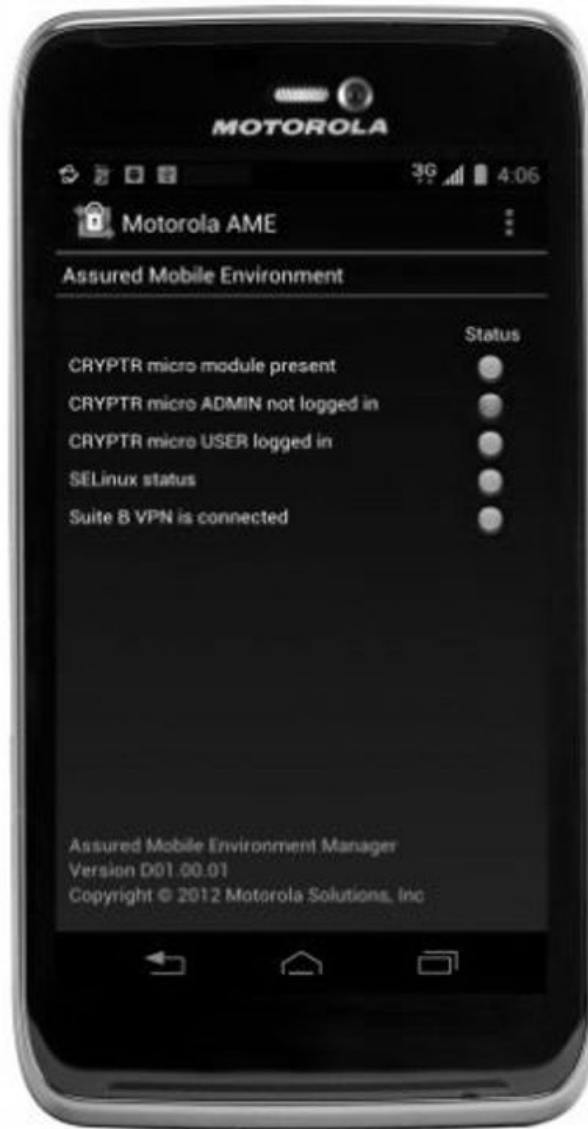 MOTOROLA
3G 4:06
Motorola AME
Assured Mobile Environment
Status
CRYPTR micro module present
CRYPTR micro ADMIN not logged in
CRYPTR micro USER logged in
SELinux status
Suite B VPN is connected
Assured Mobile Environment Manager
Version D01.00.01
Copyright © 2012 Motorola Solutions, Inc